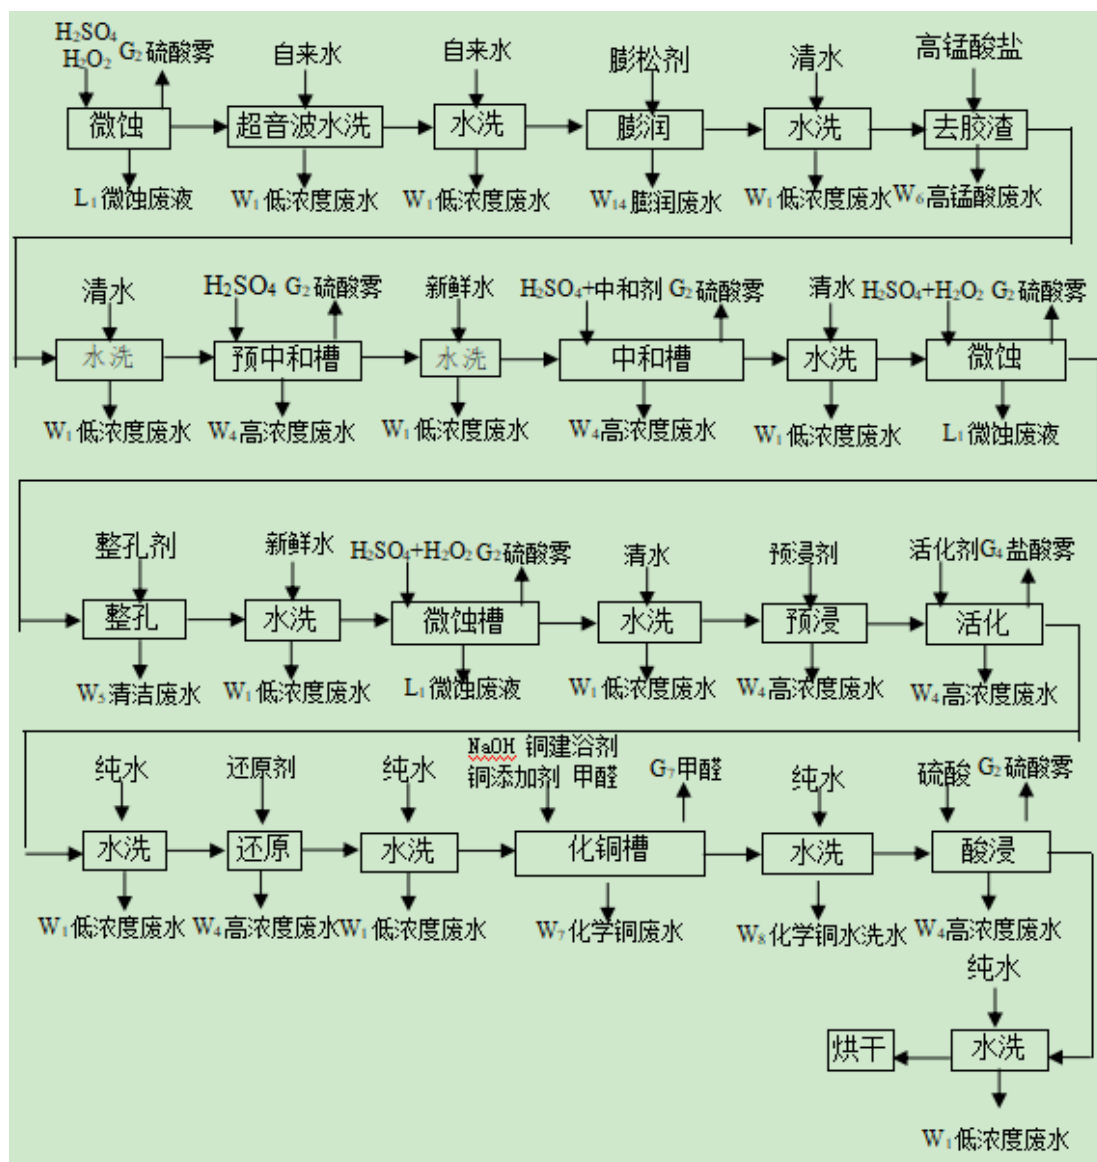 H₂SO₄
H₂O₂ G₂硫酸雾 自来水 自来水 膨松剂 清水 高锰酸盐
微蚀 超音波水洗 水洗 膨润 水洗 去胶渣
L₁微蚀废液 W₁低浓度废水 W₁低浓度废水 W₁₄膨润废水 W₁低浓度废水 W₆高锰酸废水
清水 H₂SO₄ G₂硫酸雾 新鲜水 H₂SO₄+中和剂 G₂硫酸雾 清水 H₂SO₄+H₂O₂ G₂硫酸雾
水洗 预中和槽 水洗 中和槽 水洗 微蚀
W₁低浓度废水 W₄高浓度废水 W₁低浓度废水 W₄高浓度废水 W₁低浓度废水 L₁微蚀废液
整孔剂 新鲜水 H₂SO₄+H₂O₂ G₂硫酸雾 清水 预浸剂 活化剂 G₄盐酸雾
整孔 水洗 微蚀槽 水洗 预浸 活化
W₅清洁废水 W₁低浓度废水 L₁微蚀废液 W₁低浓度废水 W₄高浓度废水 W₄高浓度废水
NaOH 铜建浴剂
纯水 还原剂 纯水 铜添加剂 甲醛 G₇甲醛 纯水 硫酸 G₂硫酸雾
水洗 还原 水洗 化铜槽 水洗 酸浸
W₁低浓度废水 W₄高浓度废水 W₁低浓度废水 W₇化学铜废水 W₈化学铜水洗水 W₄高浓度废水
纯水
烘干 水洗
W₁低浓度废水